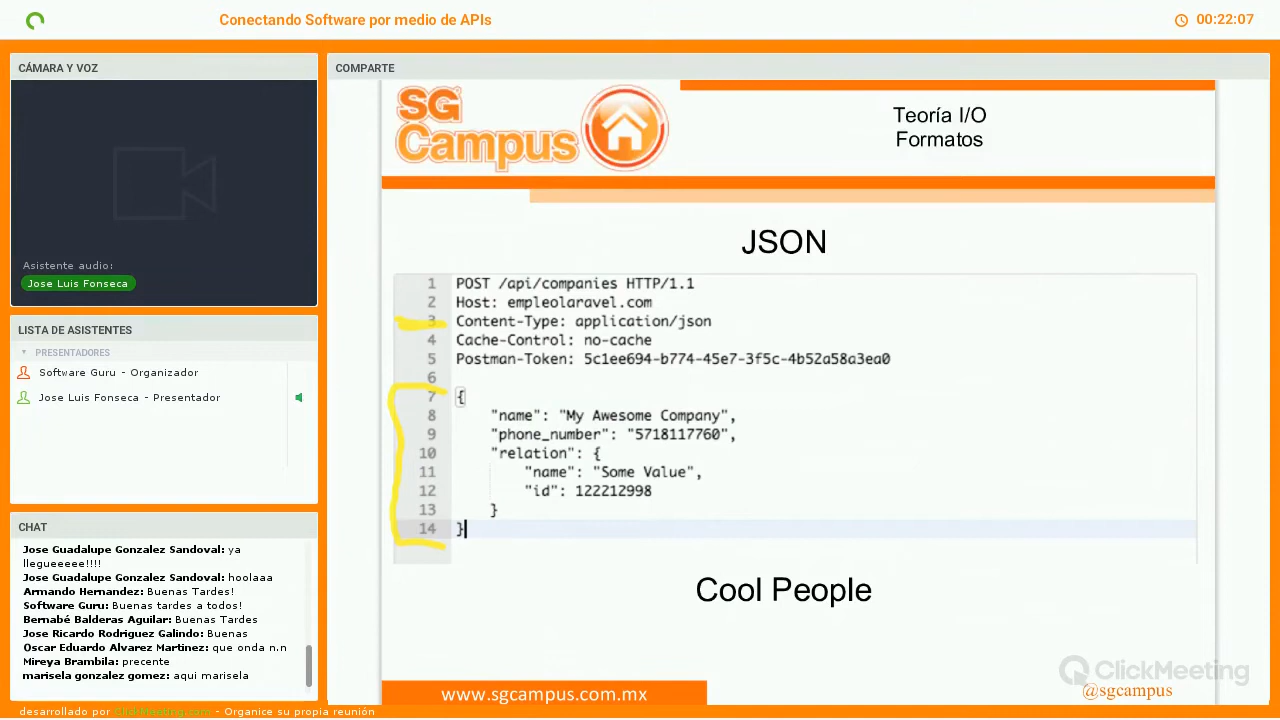 Conectando Software por medio de APIs
00:22:07
CÁMARA Y VOZ
Asistente audio:
Jose Luis Fonseca
LISTA DE ASISTENTES
PRESENTADORES
Software Guru - Organizador
Jose Luis Fonseca - Presentador
CHAT
Jose Guadalupe Gonzalez Sandoval: ya
llegueeeee!!!!
Jose Guadalupe Gonzalez Sandoval: hoolaaa
Armando Hernandez: Buenas Tardes!
Software Guru: Buenas tardes a todos!
Bernabé Balderas Aguilar: Buenas Tardes
Jose Ricardo Rodriguez Galindo: Buenas
Oscar Eduardo Alvarez Martinez: que onda n.n
Mireya Brambila: precente
marisela gonzalez gomez: aqui marisela
COMPARTE
SG
Campus
Teoría I/O
Formatos
JSON
1 POST /api/companies HTTP/1.1
2 Host: empleolaravel.com
3 Content-Type: application/json
4 Cache-Control: no-cache
5 Postman-Token: 5c1ee694-b774-45e7-3f5c-4b52a58a3ea0
6
7 {
8 "name": "My Awesome Company",
9 "phone_number": "5718117760",
10 "relation": {
11 "name": "Some Value",
12 "id": 122212998
13 }
14 }
Cool People
ClickMeeting
www.sgcampus.com.mx
@sgcampus
desarrollado por ClickMeeting.com - Organice su propia reunión